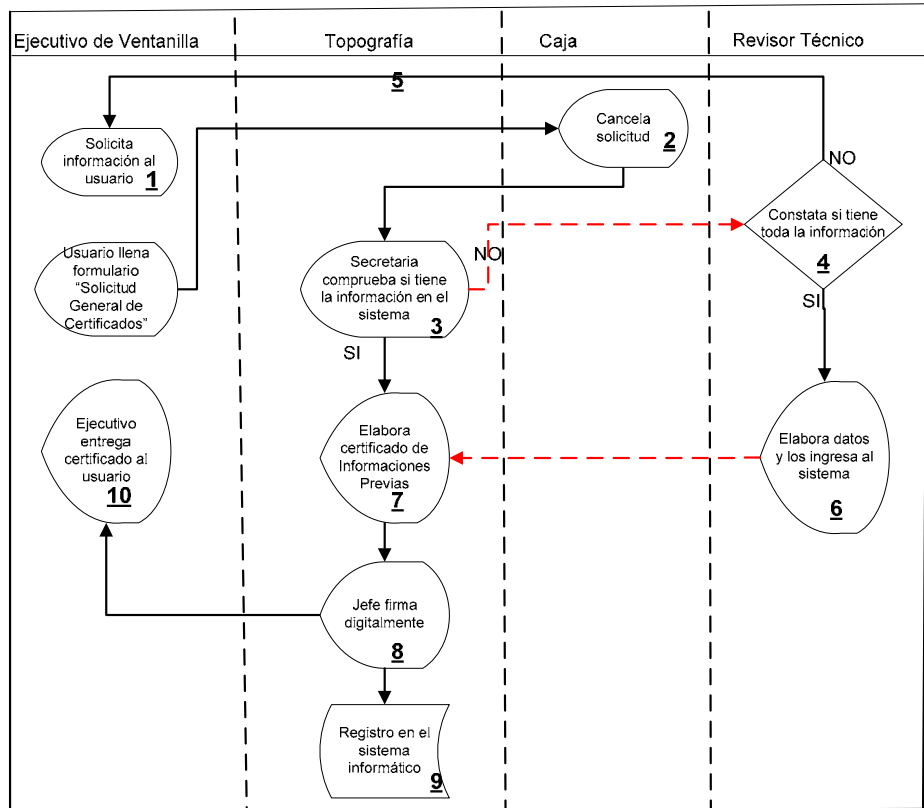 Ejecutivo de Ventanilla
Topografía
Caja
Revisor Técnico
5
Solicita
información al
usuario
1
Cancela
solicitud
2
NO
Constata si tiene
toda la información
4
SI
Usuario llena
formulario
“Solicitud
General de
Certificados”
Secretaria
comprueba si tiene
la información en el
sistema
3
NO
SI
Ejecutivo
entrega
certificado al
usuario
10
Elabora
certificado de
Informaciones
Previas
7
Elabora datos
y los ingresa al
sistema
6
Jefe firma
digitalmente
8
Registro en el
sistema
informático
9